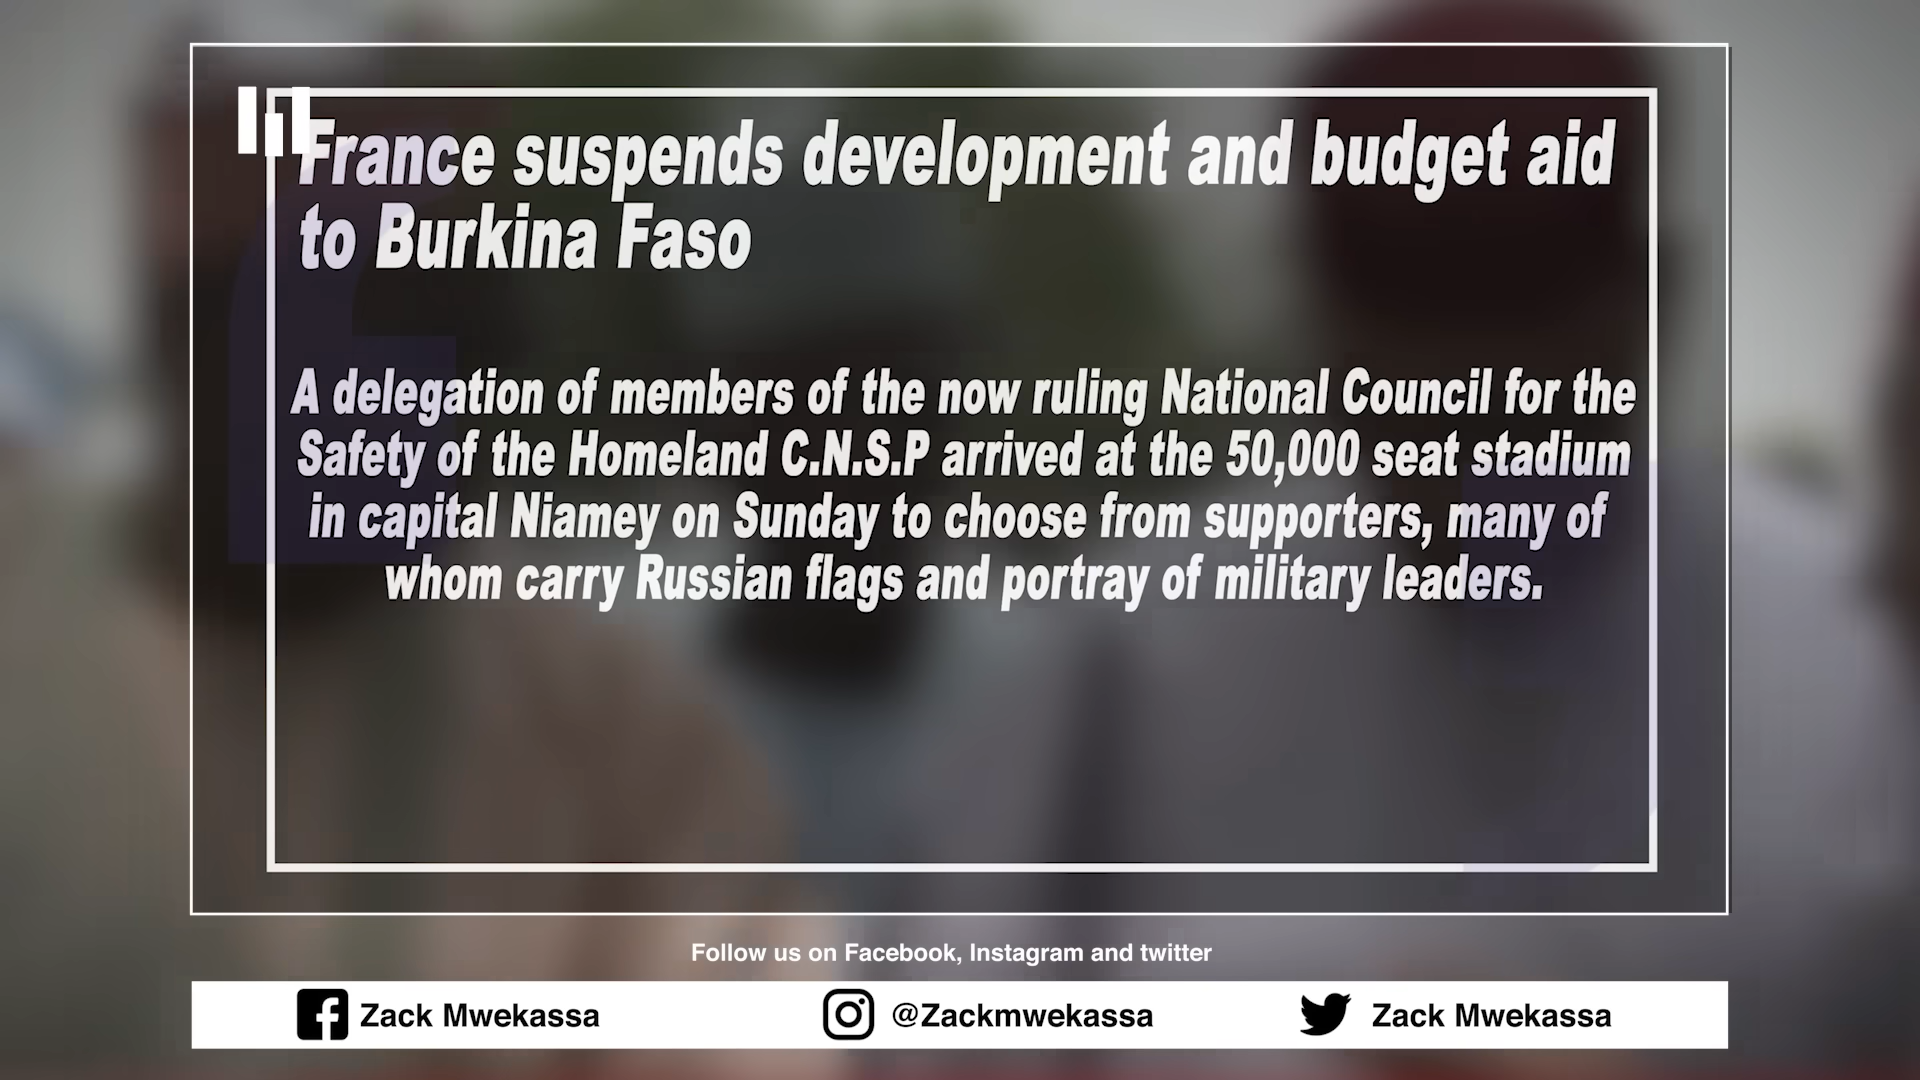 France suspends development and budget aid
to Burkina Faso
A delegation of members of the now ruling National Council for the
Safety of the Homeland C.N.S.P arrived at the 50,000 seat stadium
in capital Niamey on Sunday to choose from supporters, many of
whom carry Russian flags and portray of military leaders.
Follow us on Facebook, Instagram and twitter
Zack Mwekassa
@Zackmwekassa
Zack Mwekassa